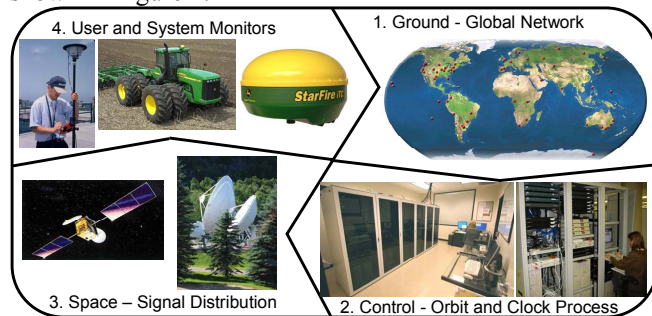 4. User and System Monitors
1. Ground - Global Network
StarFire iTC
3. Space – Signal Distribution
2. Control - Orbit and Clock Process